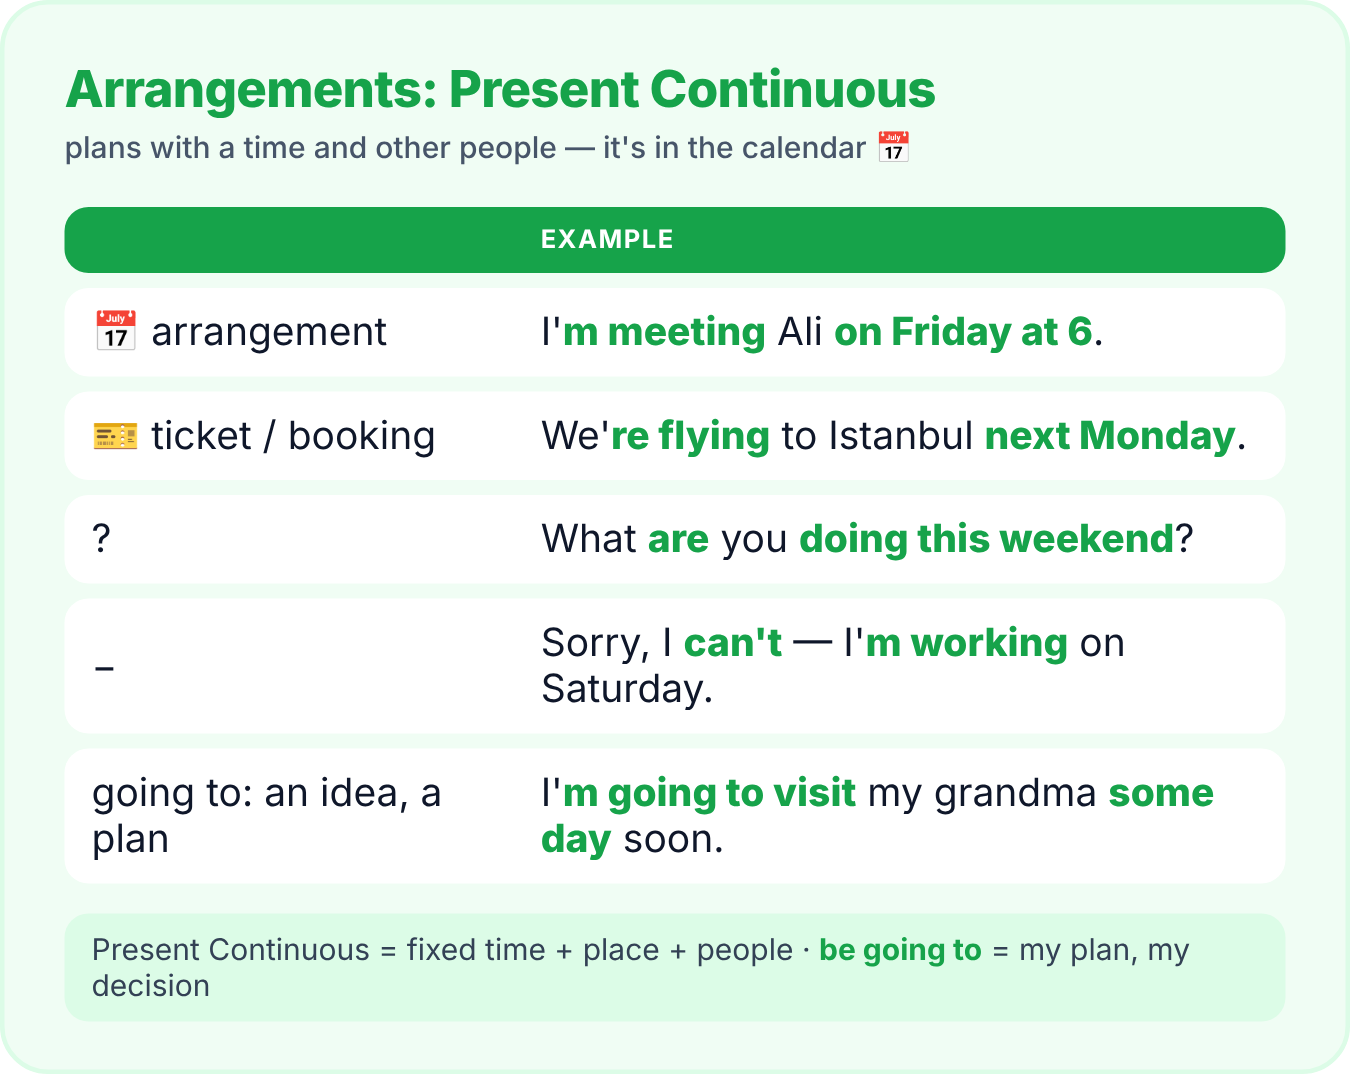 Arrangements: Present Continuous
plans with a time and other people — it's in the calendar 📅
EXAMPLE
📅 arrangement I'm meeting Ali on Friday at 6.
🎫 ticket / booking We're flying to Istanbul next Monday.
? What are you doing this weekend?
– Sorry, I can't — I'm working on
Saturday.
going to: an idea, a I'm going to visit my grandma some
plan day soon.
Present Continuous = fixed time + place + people · be going to = my plan, my
decision